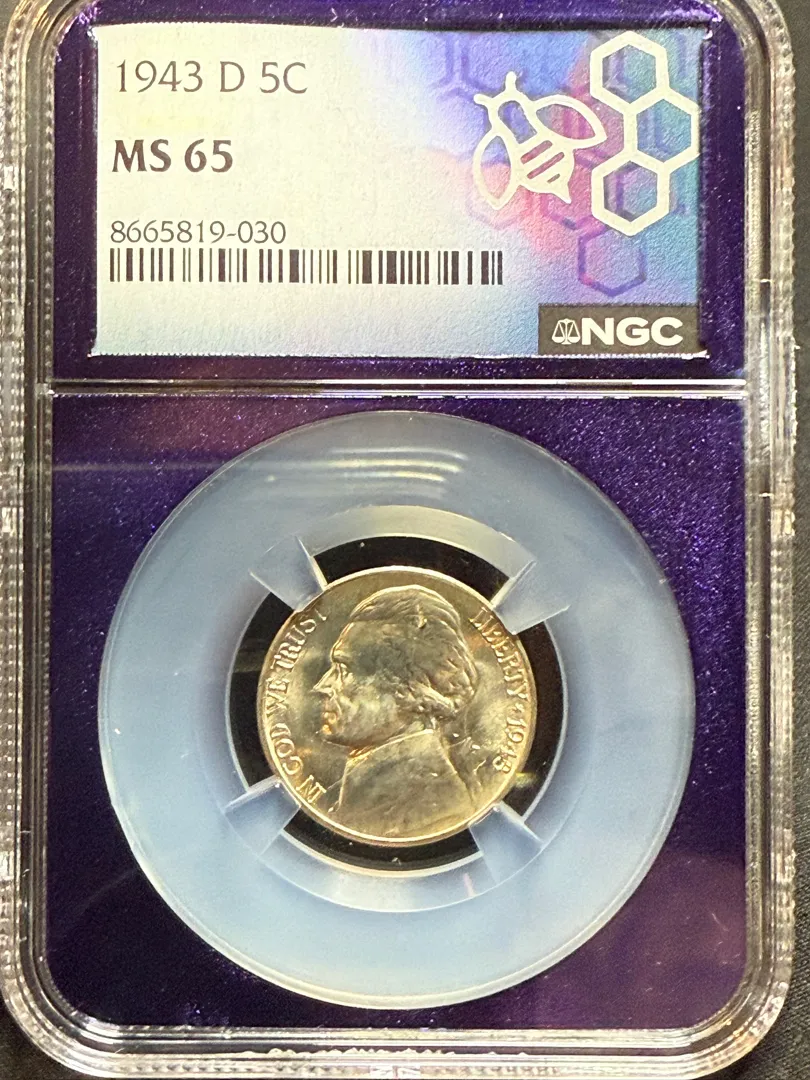 1943 D 5C
MS 65
8665819-030
NGC
IN GOD WE TRUST
LIBERTY ★ 1943